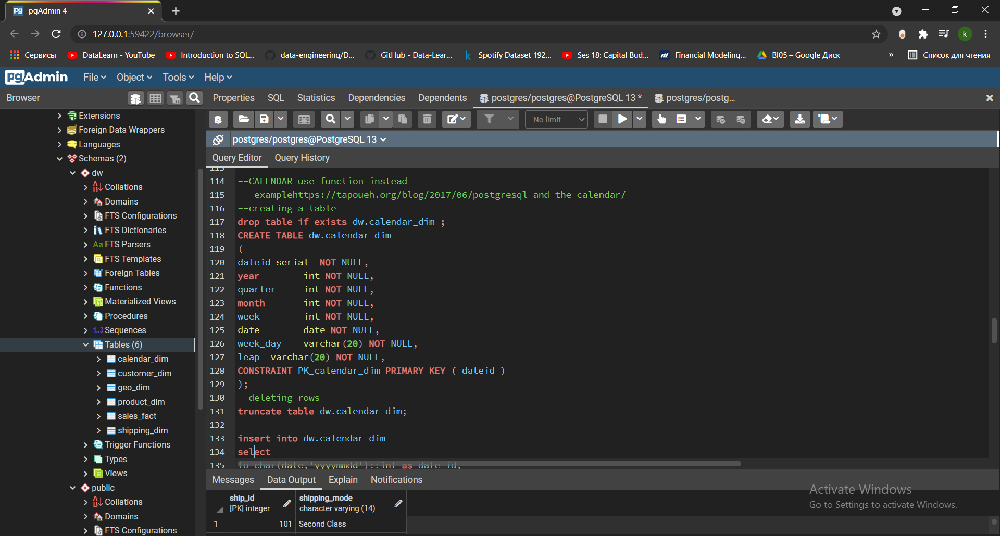 pgAdmin 4
127.0.0.1:59422/browser/
k
Сервисы
DataLearn - YouTube
Introduction to SQL...
data-engineering/D...
GitHub - Data-Lear...
Spotify Dataset 192...
Ses 18: Capital Bud...
Financial Modeling...
BI05 – Google Диск
»
Список для чтения
pgAdmin
File
Object
Tools
Help
Browser
Properties
SQL
Statistics
Dependencies
Dependents
postgres/postgres@PostgreSQL 13 *
postgres/postg...
No limit
postgres/postgres@PostgreSQL 13
Query Editor
Query History
Extensions
Foreign Data Wrappers
Languages
Schemas (2)
dw
Collations
Domains
FTS Configurations
FTS Dictionaries
Aa FTS Parsers
FTS Templates
Foreign Tables
Functions
Materialized Views
Procedures
1..3 Sequences
Tables (6)
calendar_dim
customer_dim
geo_dim
product_dim
sales_fact
shipping_dim
Trigger Functions
Types
Views
public
Collations
Domains
FTS Configurations
113
114 --CALENDAR use function instead
115 -- examplehttps://tapoueh.org/blog/2017/06/postgresql-and-the-calendar/
116 --creating a table
117 drop table if exists dw.calendar_dim ;
118 CREATE TABLE dw.calendar_dim
119 (
120 dateid serial  NOT NULL,
121 year        int NOT NULL,
122 quarter     int NOT NULL,
123 month       int NOT NULL,
124 week        int NOT NULL,
125 date        date NOT NULL,
126 week_day    varchar(20) NOT NULL,
127 leap  varchar(20) NOT NULL,
128 CONSTRAINT PK_calendar_dim PRIMARY KEY ( dateid )
129 );
130 --deleting rows
131 truncate table dw.calendar_dim;
132 --
133 insert into dw.calendar_dim
134 select
135 to_char(date,'yyyymmdd')::int as date_id,
Messages
Data Output
Explain
Notifications
ship_id
[PK] integer
shipping_mode
character varying (14)
1 101 Second Class
Activate Windows
Go to Settings to activate Windows.